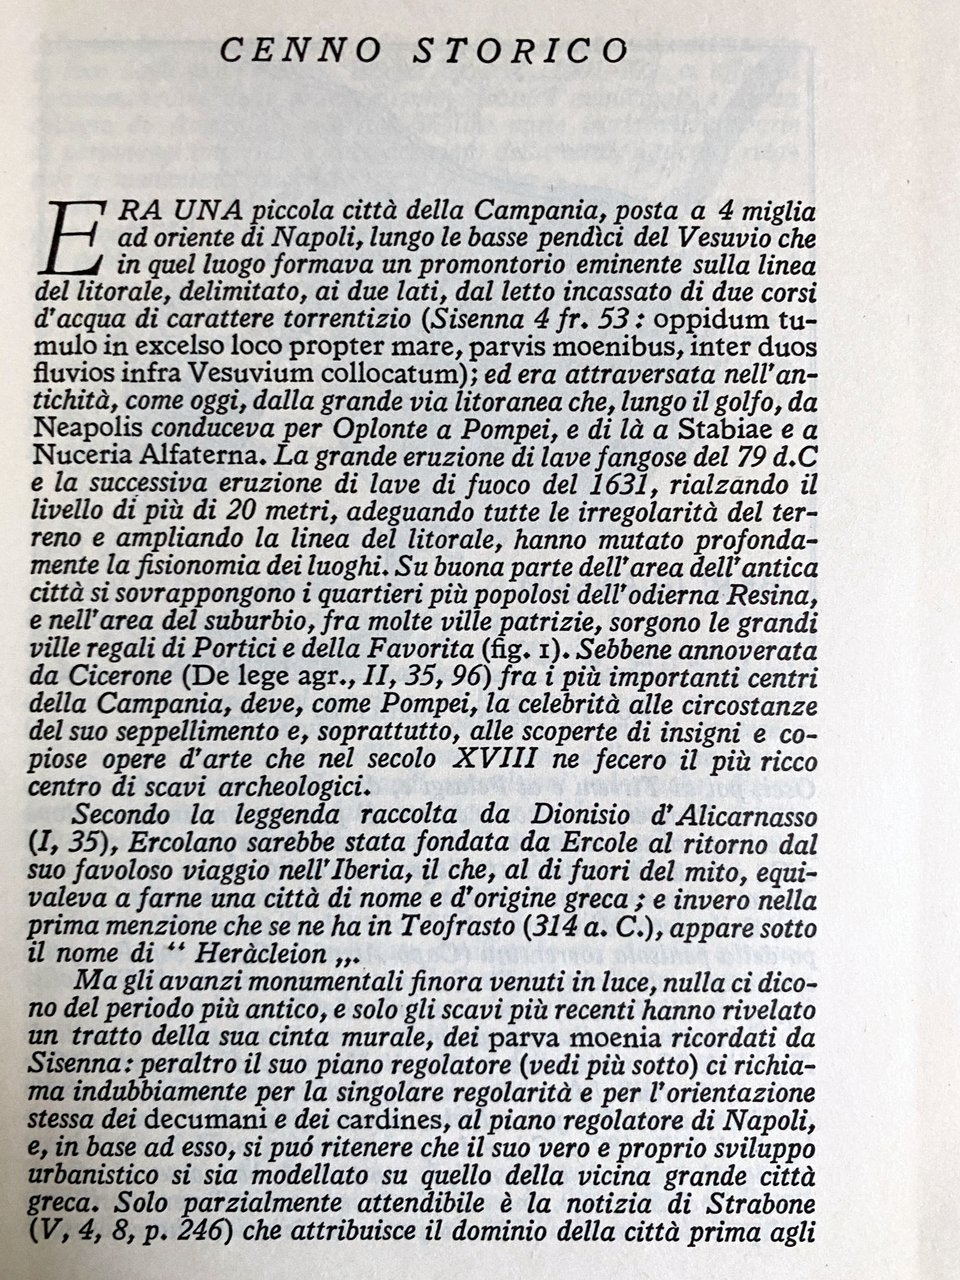 CENNO STORICO
ERA UNA piccola città della Campania, posta a 4 miglia
ad oriente di Napoli, lungo le basse pendìci del Vesuvio che
in quel luogo formava un promontorio eminente sulla linea
del litorale, delimitato, ai due lati, dal letto incassato di due corsi
d'acqua di carattere torrentizio (Sisenna 4 fr. 53 : oppidum tu-
mulo in excelso loco propter mare, parvis moenibus, inter duos
fluvios infra Vesuvium collocatum); ed era attraversata nell'an-
tichità, come oggi, dalla grande via litoranea che, lungo il golfo, da
Neapolis conduceva per Oplonte a Pompei, e di là a Stabiae e a
Nuceria Alfaterna. La grande eruzione di lave fangose del 79 d.C
e la successiva eruzione di lave di fuoco del 1631, rialzando il
livello di più di 20 metri, adeguando tutte le irregolarità del ter-
reno e ampliando la linea del litorale, hanno mutato profonda-
mente la fisionomia dei luoghi. Su buona parte dell'area dell'antica
città si sovrappongono i quartieri più popolosi dell'odierna Resina,
e nell'area del suburbio, fra molte ville patrizie, sorgono le grandi
ville regali di Portici e della Favorita (fig. 1). Sebbene annoverata
da Cicerone (De lege agr., II, 35, 96) fra i più importanti centri
della Campania, deve, come Pompei, la celebrità alle circostanze
del suo seppellimento e, soprattutto, alle scoperte di insigni e co-
piose opere d'arte che nel secolo XVIII ne fecero il più ricco
centro di scavi archeologici.
Secondo la leggenda raccolta da Dionisio d'Alicarnasso
(I, 35), Ercolano sarebbe stata fondata da Ercole al ritorno dal
suo favoloso viaggio nell'Iberia, il che, al di fuori del mito, equi-
valeva a farne una città di nome e d'origine greca ; e invero nella
prima menzione che se ne ha in Teofrasto (314 a. C.), appare sotto
il nome di “ Heràcleion „.
Ma gli avanzi monumentali finora venuti in luce, nulla ci dico-
no del periodo più antico, e solo gli scavi più recenti hanno rivelato
un tratto della sua cinta murale, dei parva moenia ricordati da
Sisenna: peraltro il suo piano regolatore (vedi più sotto) ci richia-
ma indubbiamente per la singolare regolarità e per l'orientazione
stessa dei decumani e dei cardines, al piano regolatore di Napoli,
e, in base ad esso, si puó ritenere che il suo vero e proprio sviluppo
urbanistico si sia modellato su quello della vicina grande città
greca. Solo parzialmente attendibile è la notizia di Strabone
(V, 4, 8, p. 246) che attribuisce il dominio della città prima agli